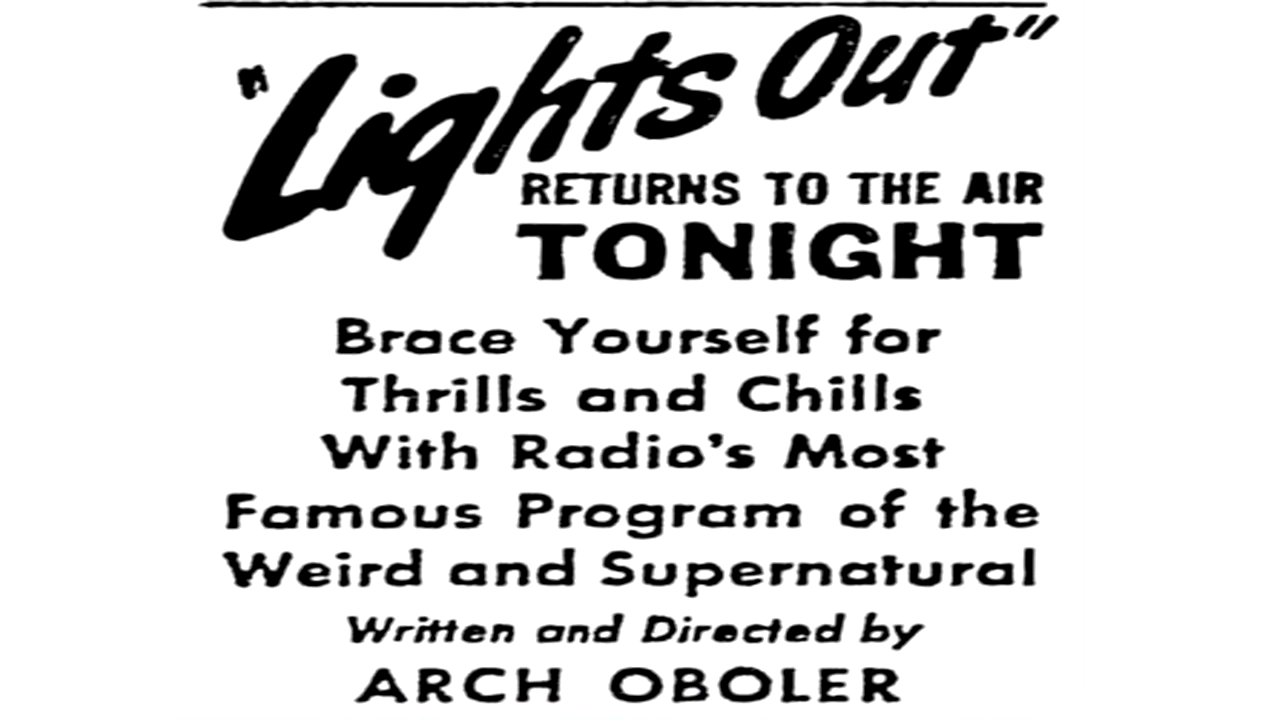 "Lights Out"
RETURNS TO THE AIR
TONIGHT
Brace Yourself for
Thrills and Chills
With Radio's Most
Famous Program of the
Weird and Supernatural
Written and Directed by
ARCH OBOLER